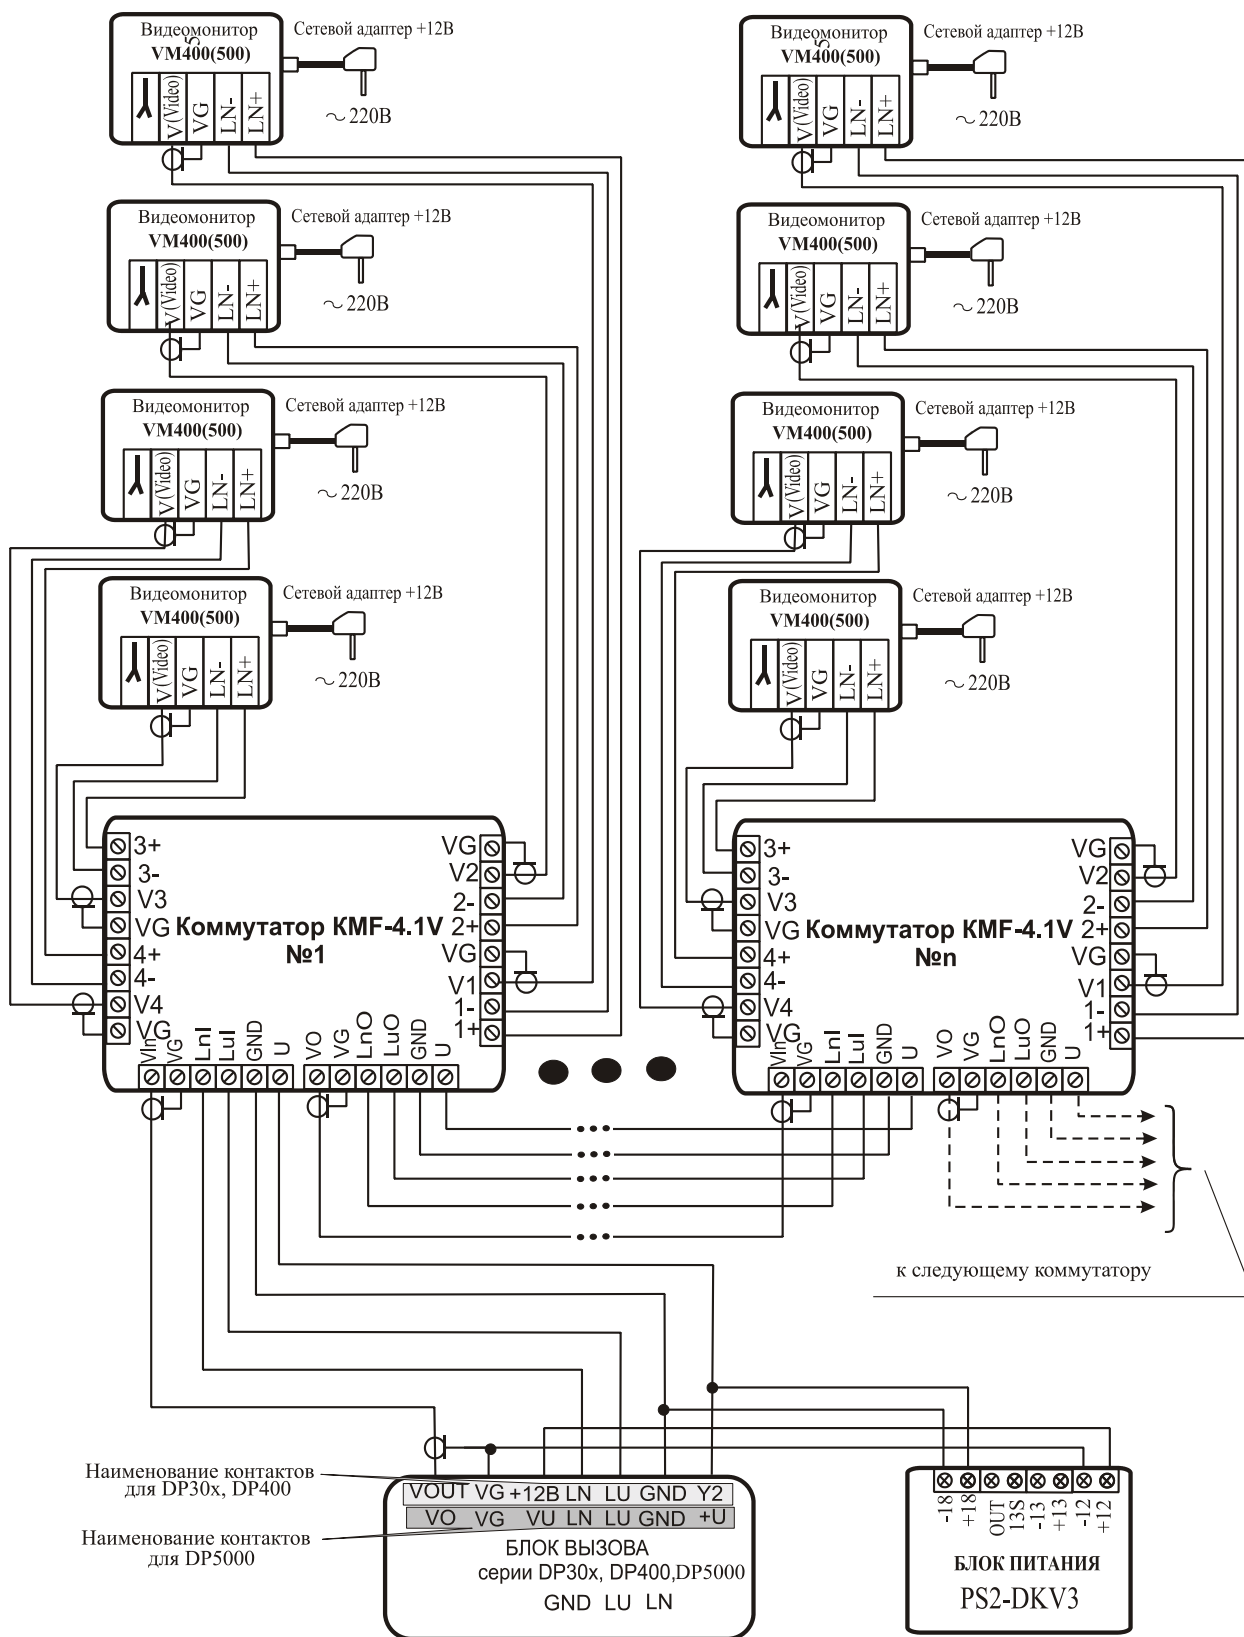 Видеомонитор
VM400(500)
5
Сетевой адаптер +12В
V(Video)
VG
LN-
LN+
~ 220В
Видеомонитор
VM400(500)
5
Сетевой адаптер +12В
V(Video)
VG
LN-
LN+
~ 220В
Видеомонитор
VM400(500)
Сетевой адаптер +12В
V(Video)
VG
LN-
LN+
~ 220В
Видеомонитор
VM400(500)
Сетевой адаптер +12В
V(Video)
VG
LN-
LN+
~ 220В
Видеомонитор
VM400(500)
Сетевой адаптер +12В
V(Video)
VG
LN-
LN+
~ 220В
Видеомонитор
VM400(500)
Сетевой адаптер +12В
V(Video)
VG
LN-
LN+
~ 220В
Видеомонитор
VM400(500)
Сетевой адаптер +12В
V(Video)
VG
LN-
LN+
~ 220В
Видеомонитор
VM400(500)
Сетевой адаптер +12В
V(Video)
VG
LN-
LN+
~ 220В
3+
3-
V3
VG
4+
4-
V4
VG
Коммутатор KMF-4.1V
№1
VG
V2
2-
2+
VG
V1
1-
1+
VIn
VG
LnI
LuI
GND
U
VO
VG
LnO
LuO
GND
U
3+
3-
V3
VG
4+
4-
V4
VG
Коммутатор KMF-4.1V
№n
VG
V2
2-
2+
VG
V1
1-
1+
VIn
VG
LnI
LuI
GND
U
VO
VG
LnO
LuO
GND
U
к следующему коммутатору
Наименование контактов
для DP30x, DP400
VOUT VG +12В LN LU GND Y2
Наименование контактов
для DP5000
VO VG VU LN LU GND +U
БЛОК ВЫЗОВА
серии DP30x, DP400,DP5000
GND LU LN
-18
+18
OUT
13S
-13
+13
-12
+12
БЛОК ПИТАНИЯ
PS2-DKV3